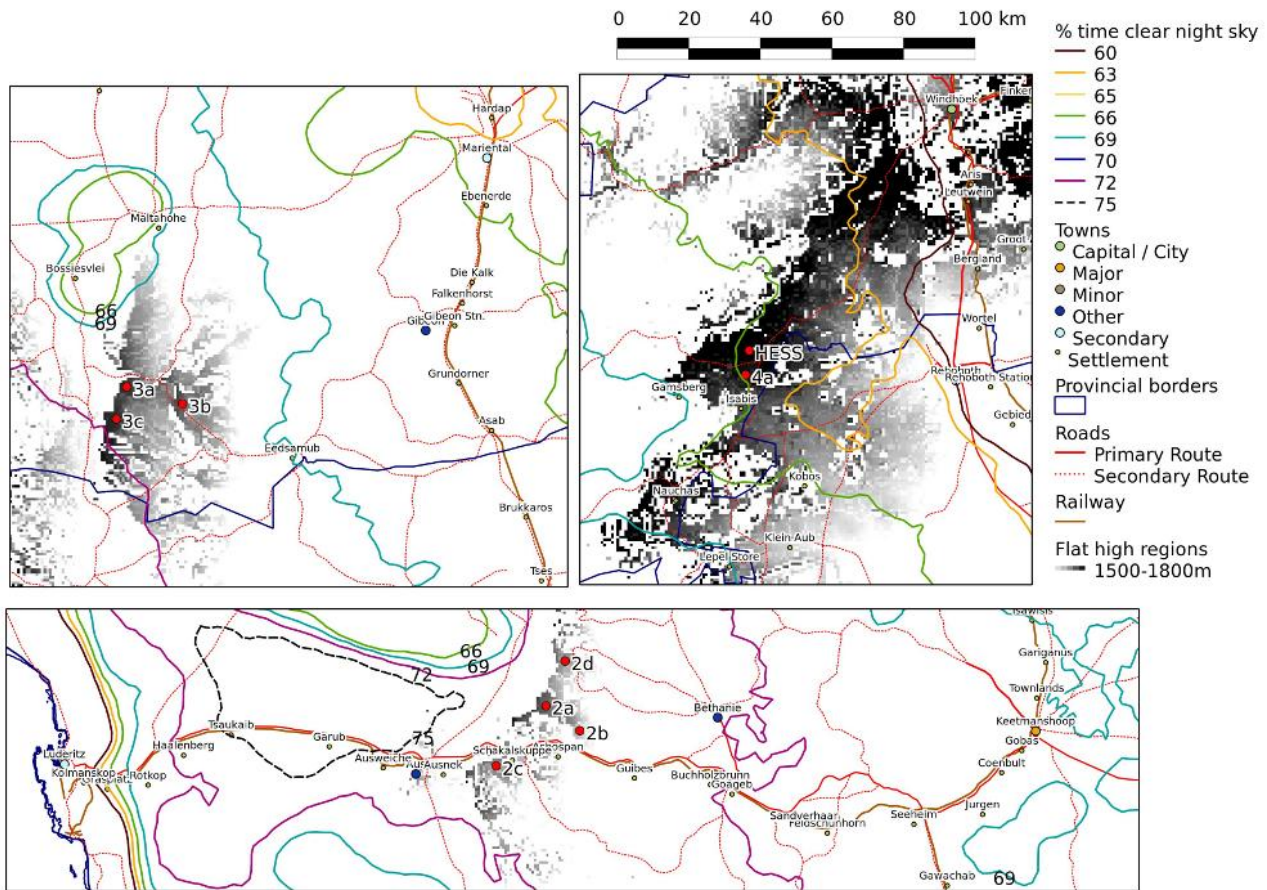 0 20 40 60 80 100 km
% time clear night sky
60
63
65
66
69
70
72
75
Towns
Capital / City
Major
Minor
Other
Secondary
Settlement
Provincial borders
Roads
Primary Route
Secondary Route
Railway
Flat high regions
1500-1800m
Hardap
Mariental
Ebenerde
Maltahohe
Bossiesvlei
Die Kalk
Falkenhorst
66
69
Gibeon Stn.
Grundorner
3a
3b
3c
Asab
Eedsamub
Brukkaros
Tses
Windhoek
Aris
Leutwein
Groot
Bergland
Wortel
HESS
4a
Gamsberg
Isabis
Rehoboth
Rehoboth Station
Gebied
Kobos
Nauchas
Klein-Aub
Lepel Store
66
69
72
75
2d
2a
2b
2c
Gariganus
Townlands
Bethanie
Keetmanshoop
Gobas
Tsaukaib
Haalenberg
Garub
Schakalskuppe
Ausweiche
Ausnek
Luderitz
Kolmanskop
Rotkop
Guibes
Buchholzbrunn
Goageb
Coenbult
Jurgen
Sandverhaar
Feldschuhhorn
Seeheim
Gawachab
69